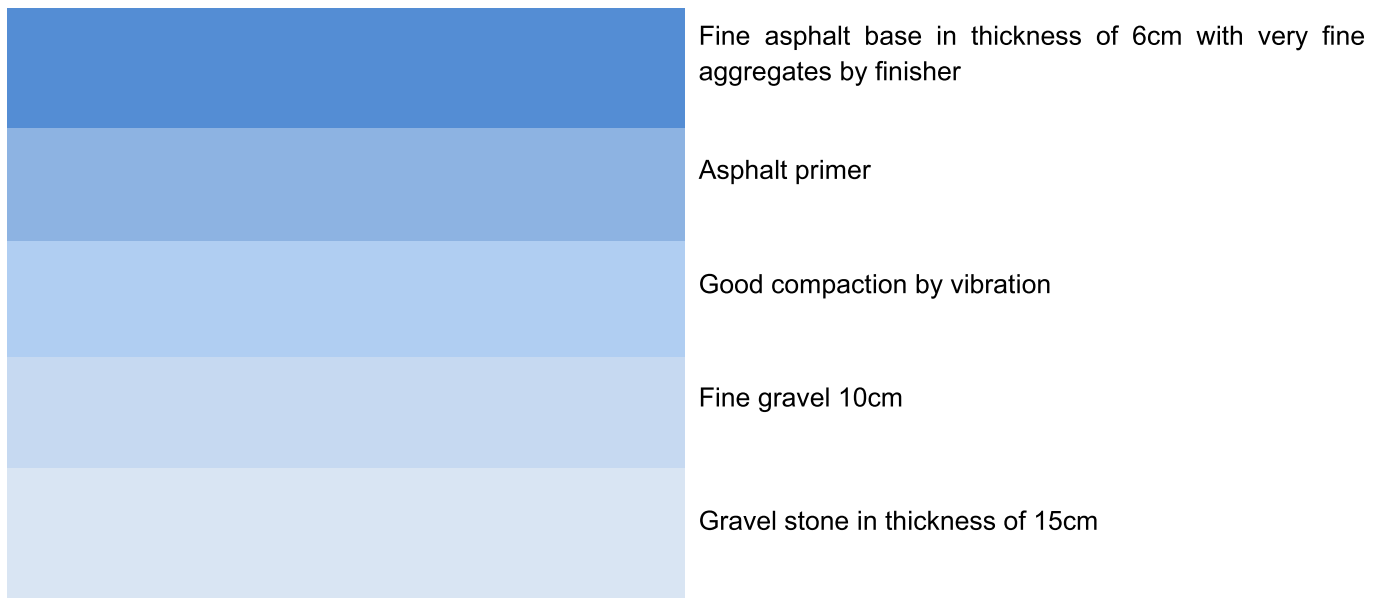 Fine asphalt base in thickness of 6cm with very fine
aggregates by finisher
Asphalt primer
Good compaction by vibration
Fine gravel 10cm
Gravel stone in thickness of 15cm